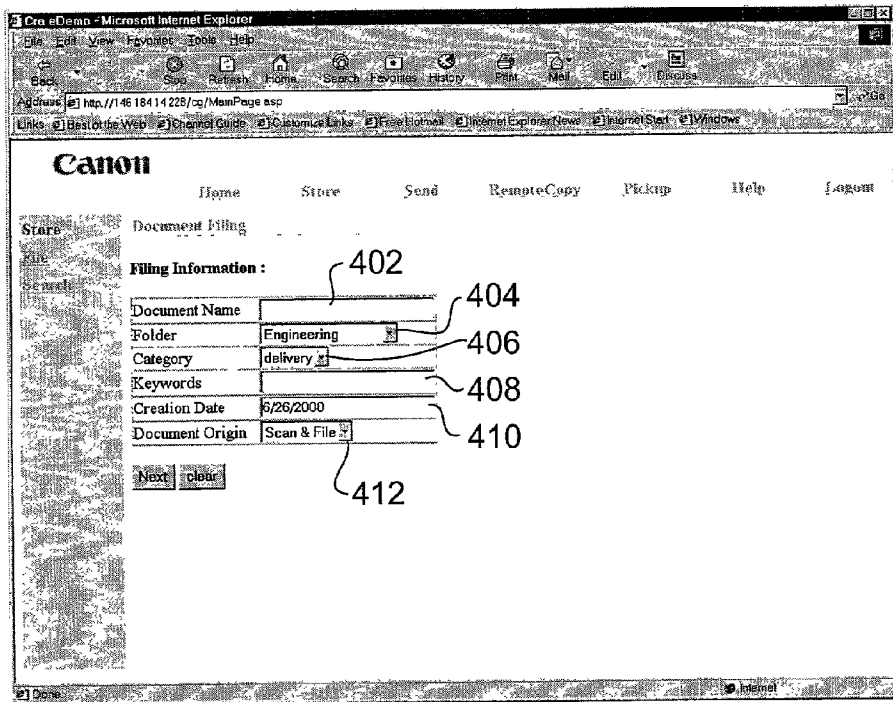 Cra eDemo - Microsoft Internet Explorer
File Edit View Favorites Tools Help
Back Stop Refresh Home Search Favorites History Print Mail Edit Discuss
Address http://146.184.14.228/cg/MainPage.asp Go
Links Best of the Web Channel Guide Customize Links Free Hotmail Internet Explorer News Internet Start Windows
Canon
Home Store Send RemoteCopy Pickup Help Logout
Store
File
Search
Document Filing
Filing Information :
402
Document Name
404
Folder Engineering
406
Category delivery
408
Keywords
Creation Date 6/26/2000
410
Document Origin Scan & File
412
Next clear
Done Internet